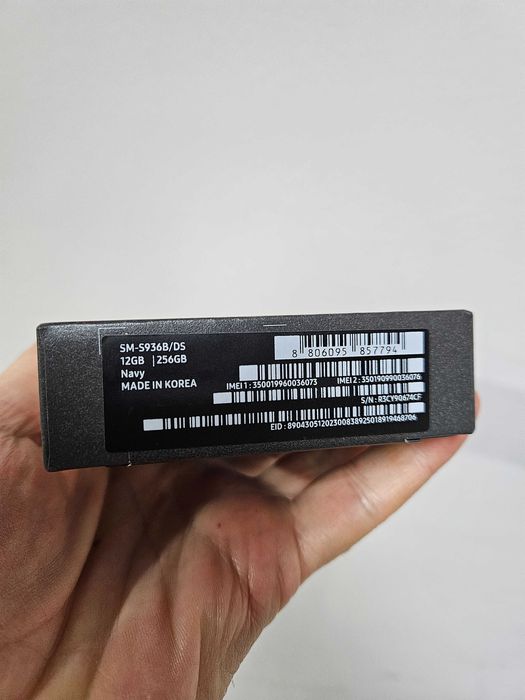 SM-S936B/DS
12GB | 256GB
Navy
MADE IN KOREA
8 806095 857794
IMEI1 : 350019960036073 IMEI2 : 350190990036076
S/N : R3CY90674CF
EID : 89043051202300838925018919468706